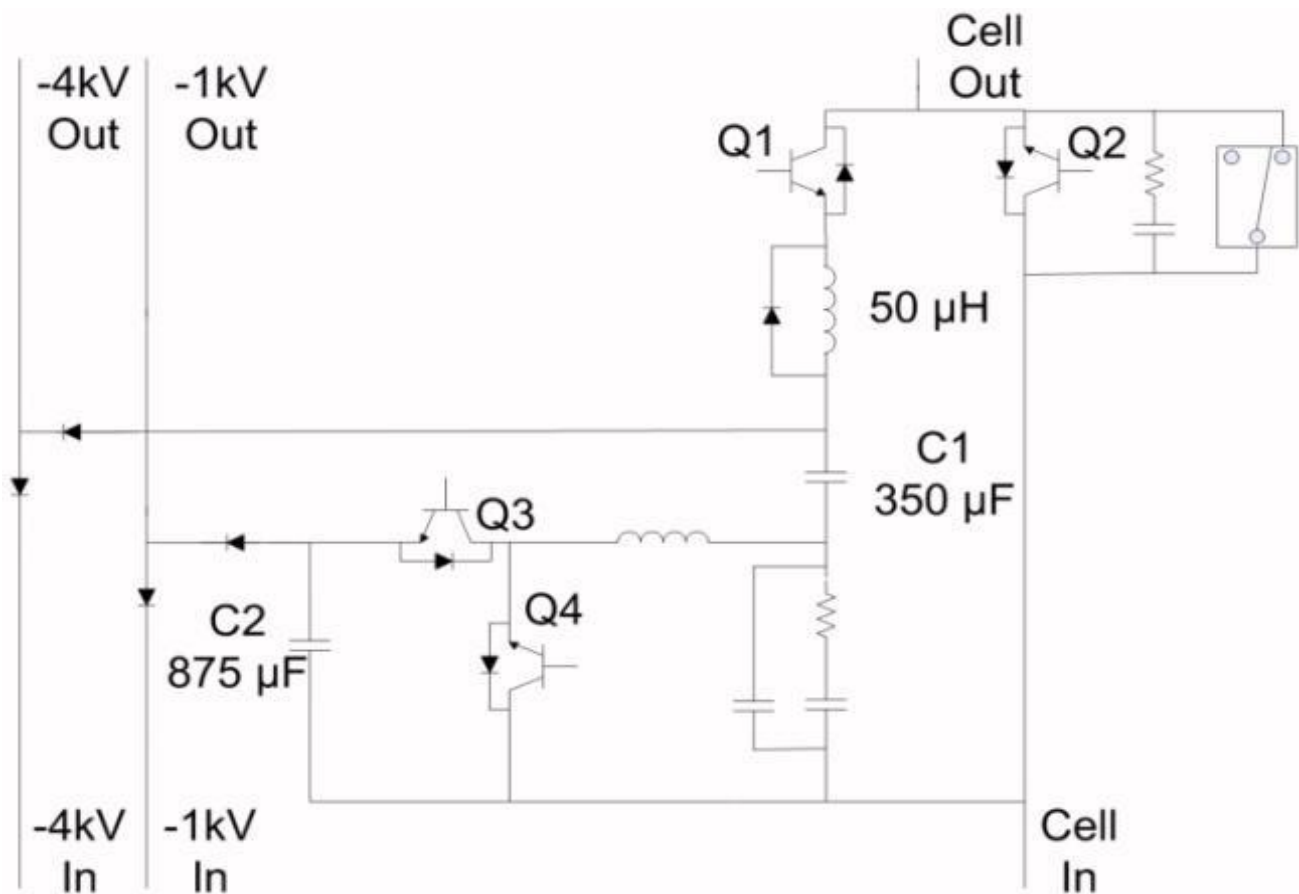 Cell
Out
-4kV
Out
-1kV
Out
Q1
Q2
50 µH
C1
350 µF
Q3
Q4
C2
875 µF
-4kV
In
-1kV
In
Cell
In